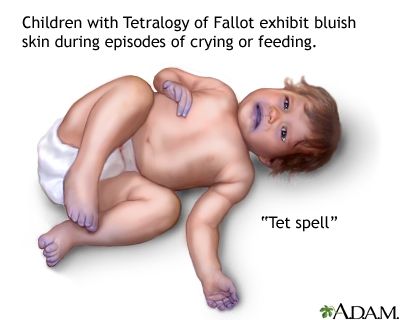 Children with Tetralogy of Fallot exhibit bluish
skin during episodes of crying or feeding.
"Tet spell"
A.D.A.M.